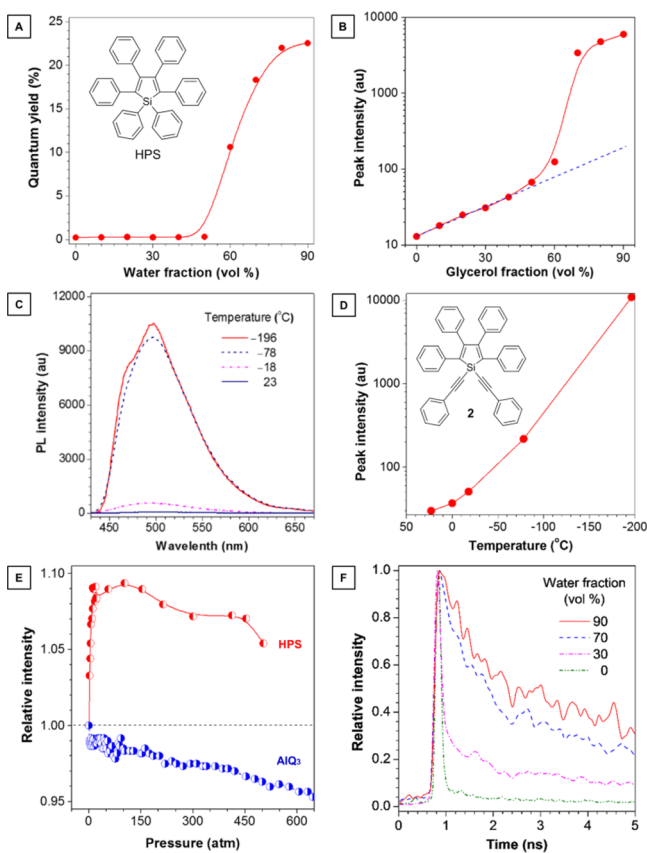 A
Quantum yield (%)
25
20
15
10
5
0
Si
HPS
0
30
60
90
Water fraction (vol %)
B
Peak intensity (au)
10000
1000
100
10
0
30
60
90
Glycerol fraction (vol %)
C
PL intensity (au)
12000
9000
6000
3000
0
Temperature (°C)
−196
−78
−18
23
450
500
550
600
650
Wavelenth (nm)
D
Peak intensity (au)
10000
1000
100
Si
2
50
0
-50
-100
-150
-200
Temperature (°C)
E
Relative intensity
1.10
1.05
1.00
0.95
HPS
AlQ3
0
150
300
450
600
Pressure (atm)
F
Relative intensity
1.0
0.8
0.6
0.4
0.2
0.0
Water fraction
(vol %)
90
70
30
0
0
1
2
3
4
5
Time (ns)